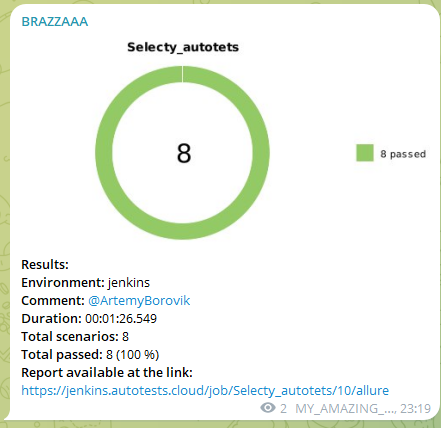 BRAZZAAA
Selecty_autotets
8
8 passed
Results:
Environment: jenkins
Comment: @ArtemyBorovik
Duration: 00:01:26.549
Total scenarios: 8
Total passed: 8 (100 %)
Report available at the link:
https://jenkins.autotests.cloud/job/Selecty_autotets/10/allure
2 MY_AMAZING_..., 23:19